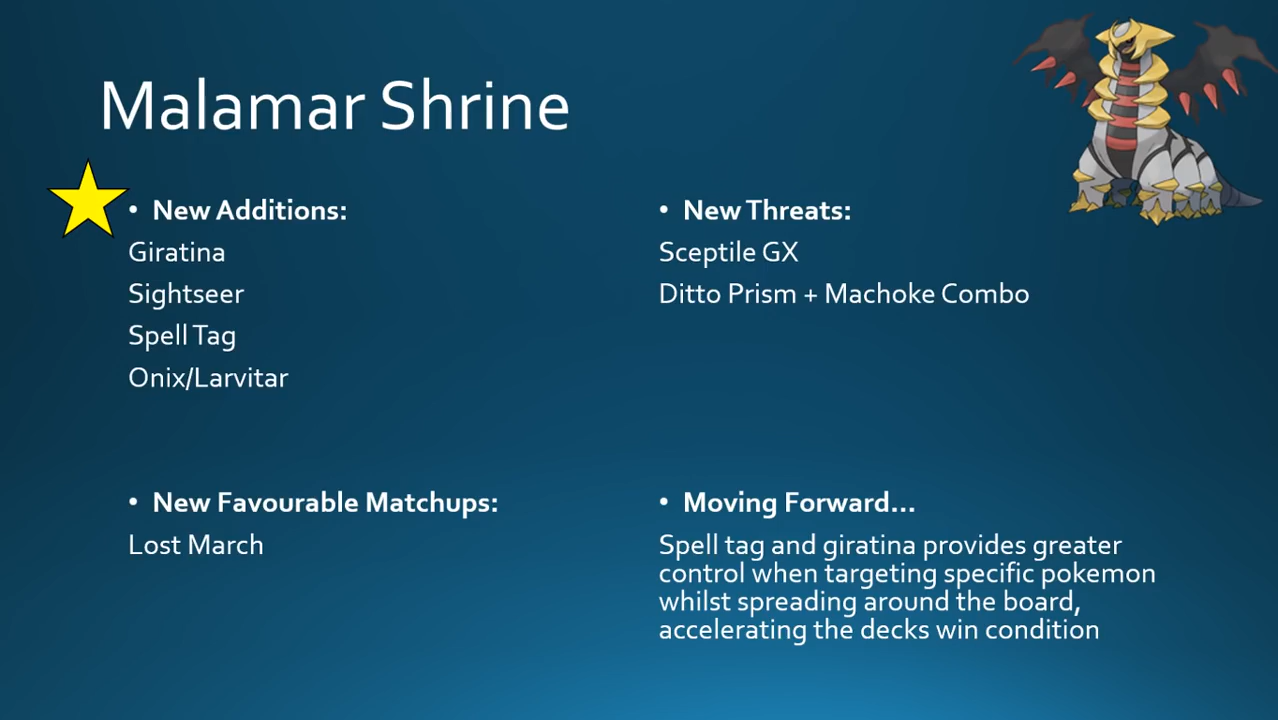 Malamar Shrine
• New Additions:
Giratina
Sightseer
Spell Tag
Onix/Larvitar
• New Threats:
Sceptile GX
Ditto Prism + Machoke Combo
• New Favourable Matchups:
Lost March
• Moving Forward...
Spell tag and giratina provides greater
control when targeting specific pokemon
whilst spreading around the board,
accelerating the decks win condition